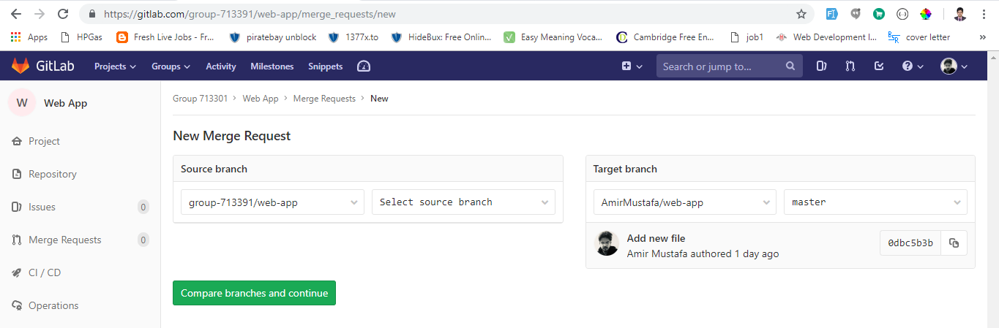 https://gitlab.com/group-713391/web-app/merge_requests/new
Apps HPGas Fresh Live Jobs - Fr... piratebay unblock 1377x.to HideBux: Free Onlin... Easy Meaning Voca... Cambridge Free En... job1 Web Development I... cover letter »
GitLab Projects Groups Activity Milestones Snippets Search or jump to...
W Web App
Group 713301 > Web App > Merge Requests > New
Project
Repository
Issues 0
Merge Requests 0
CI / CD
Operations
New Merge Request
Source branch
group-713391/web-app Select source branch
Target branch
AmirMustafa/web-app master
Add new file
Amir Mustafa authored 1 day ago
0dbc5b3b
Compare branches and continue